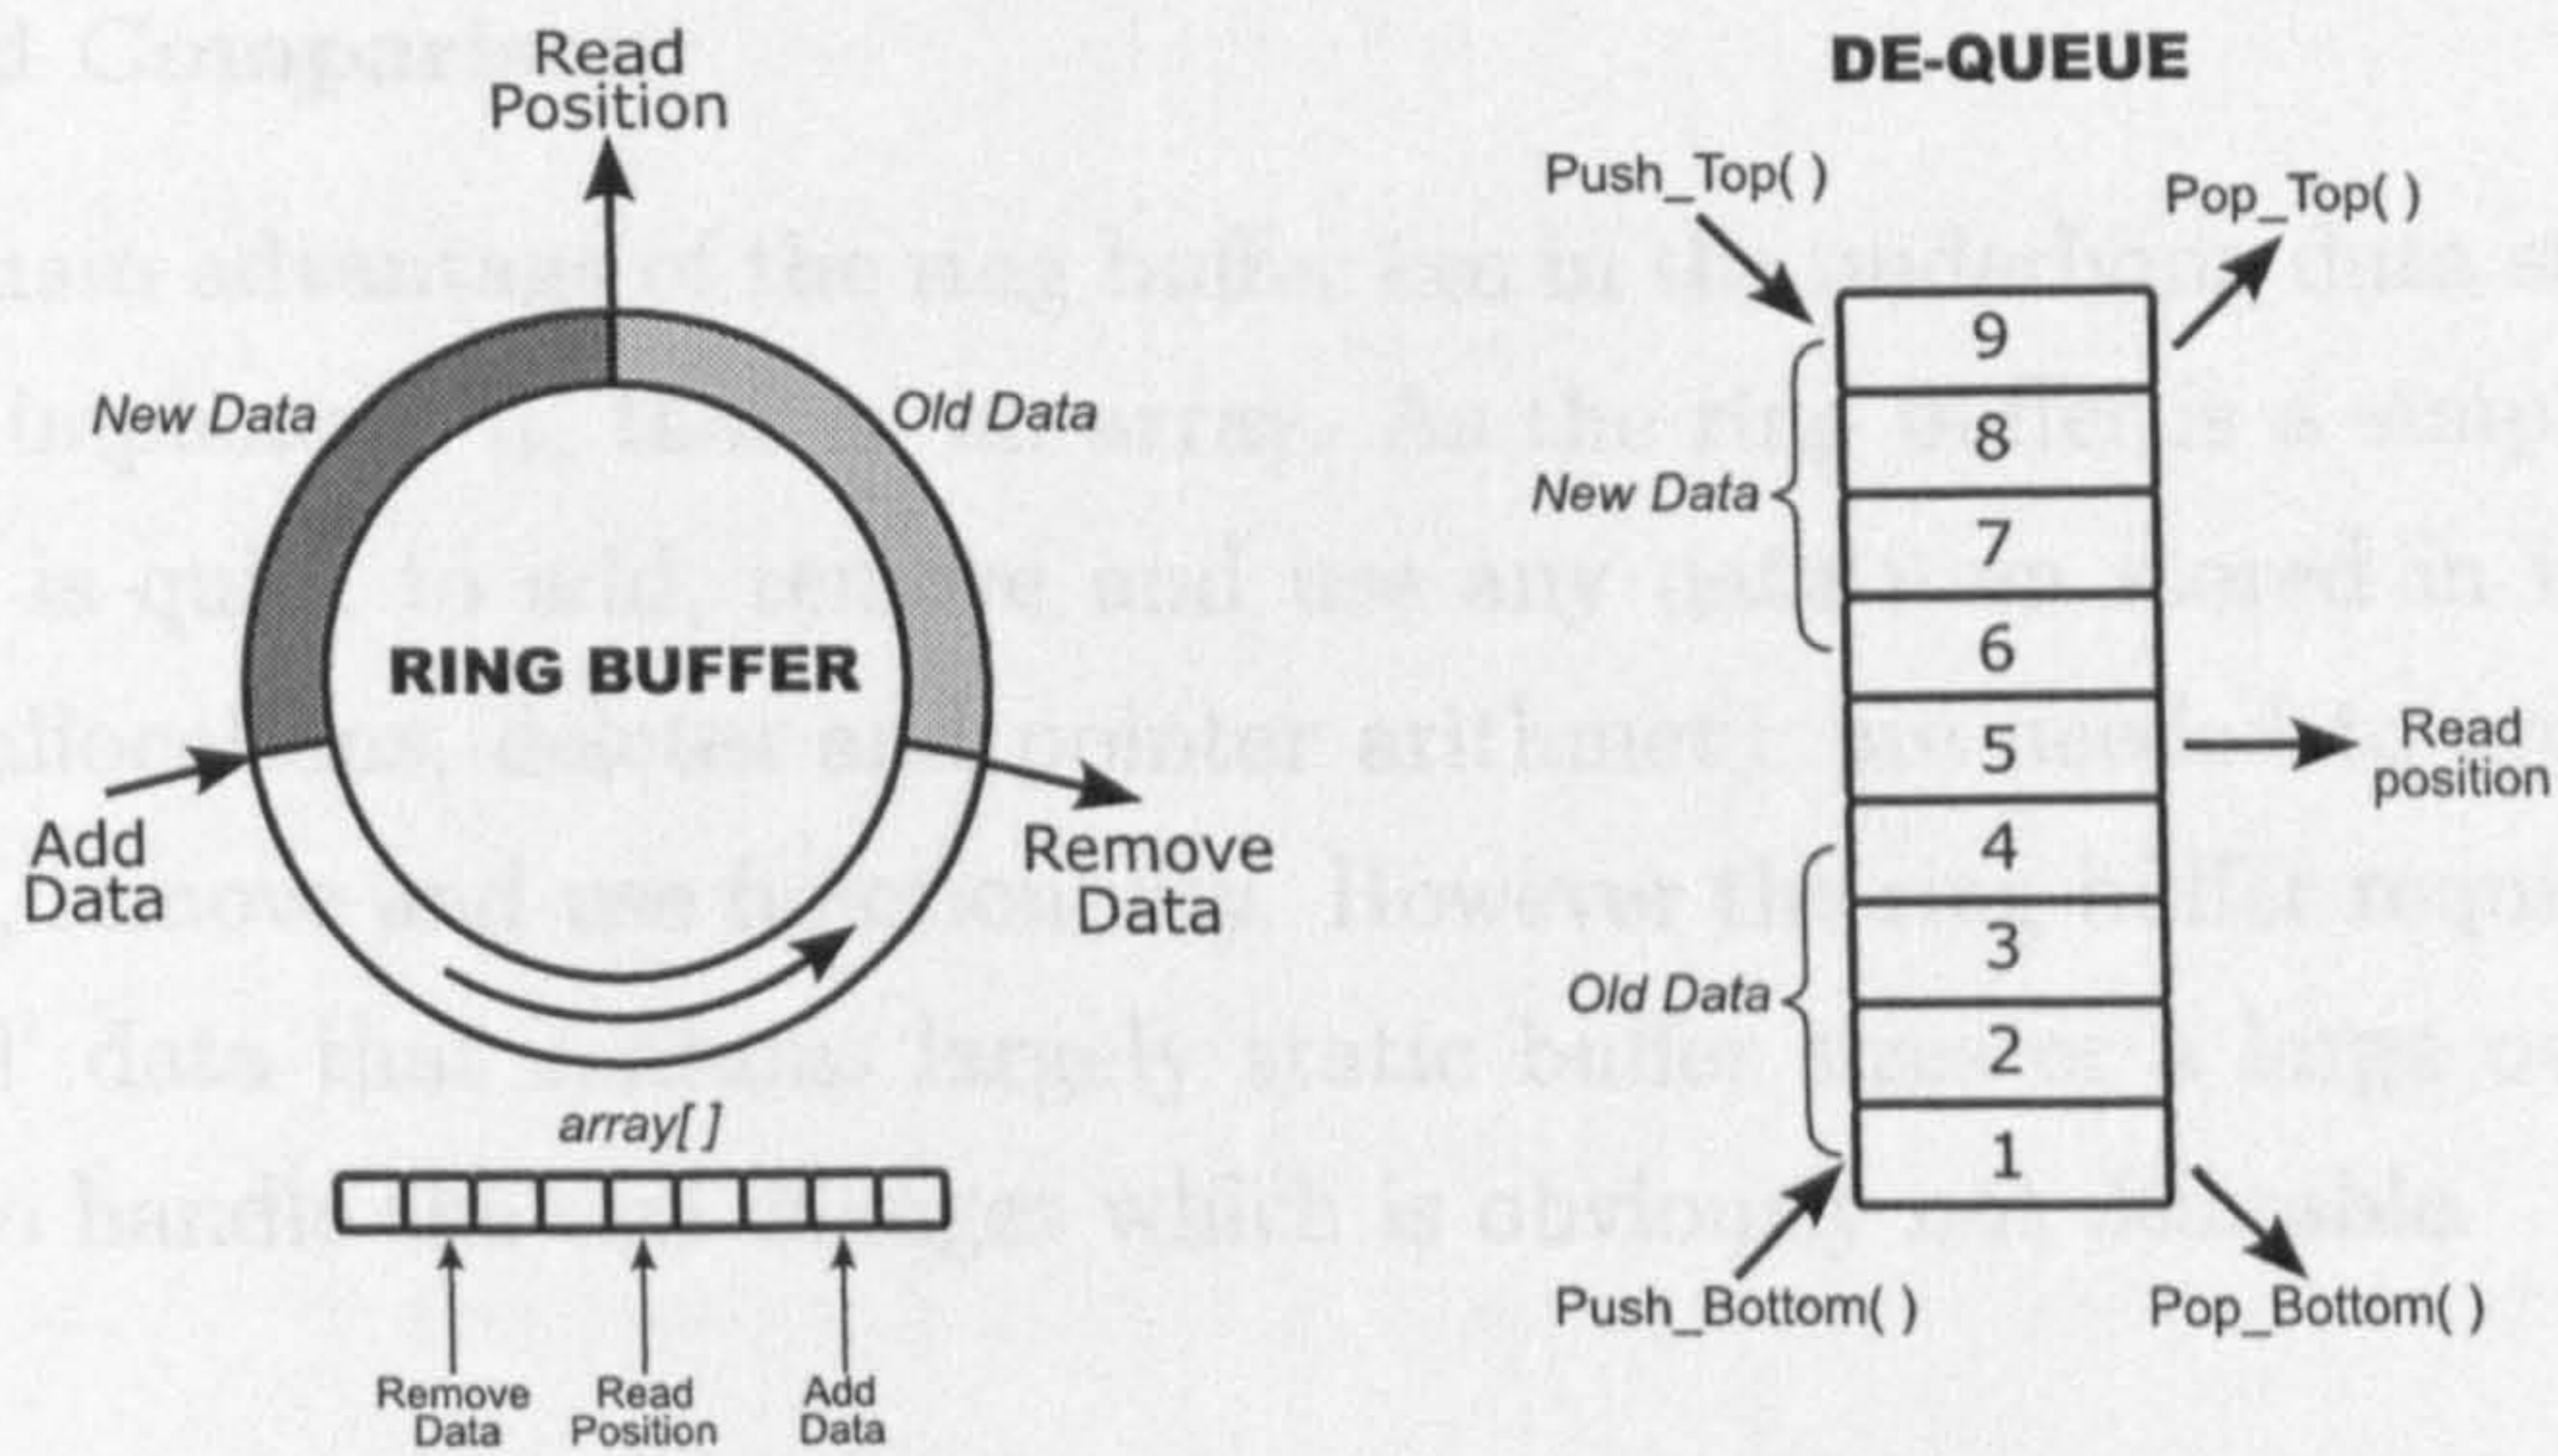 Read
Position
New Data
Old Data
RING BUFFER
Add
Data
Remove
Data
array[ ]
Remove
Data
Read
Position
Add
Data
DE-QUEUE
Push_Top( )
Pop_Top( )
9
8
7
6
5
4
3
2
1
New Data
Read
position
Old Data
Push_Bottom( )
Pop_Bottom( )